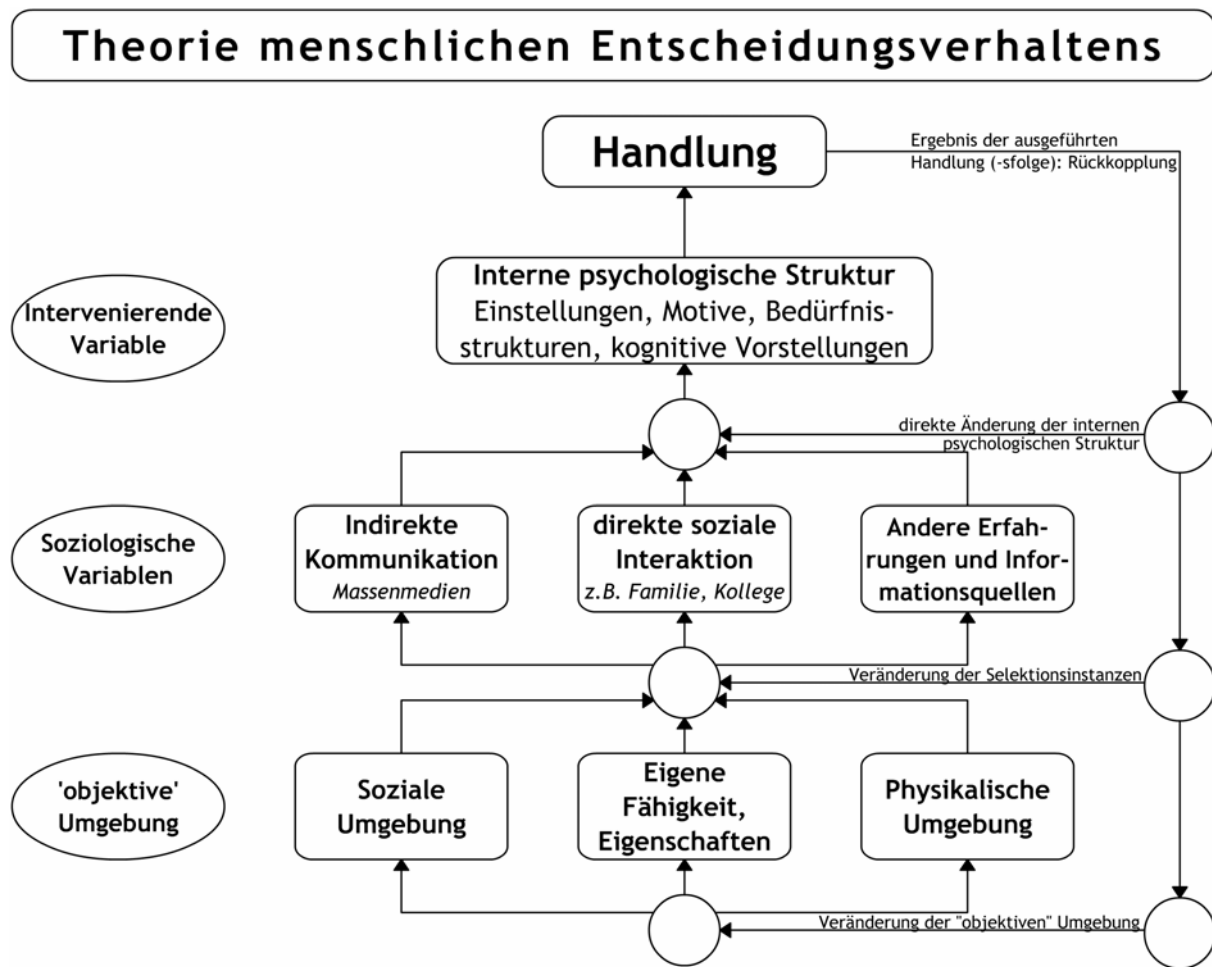 Theorie menschlichen Entscheidungsverhaltens
Handlung
Ergebnis der ausgeführten
Handlung (-sfolge): Rückkopplung
Intervenierende
Variable
Interne psychologische Struktur
Einstellungen, Motive, Bedürfnis-
strukturen, kognitive Vorstellungen
direkte Änderung der internen
psychologischen Struktur
Soziologische
Variablen
Indirekte
Kommunikation
Massenmedien
direkte soziale
Interaktion
z.B. Familie, Kollege
Andere Erfah-
rungen und Infor-
mationsquellen
Veränderung der Selektionsinstanzen
'objektive'
Umgebung
Soziale
Umgebung
Eigene
Fähigkeit,
Eigenschaften
Physikalische
Umgebung
Veränderung der "objektiven" Umgebung